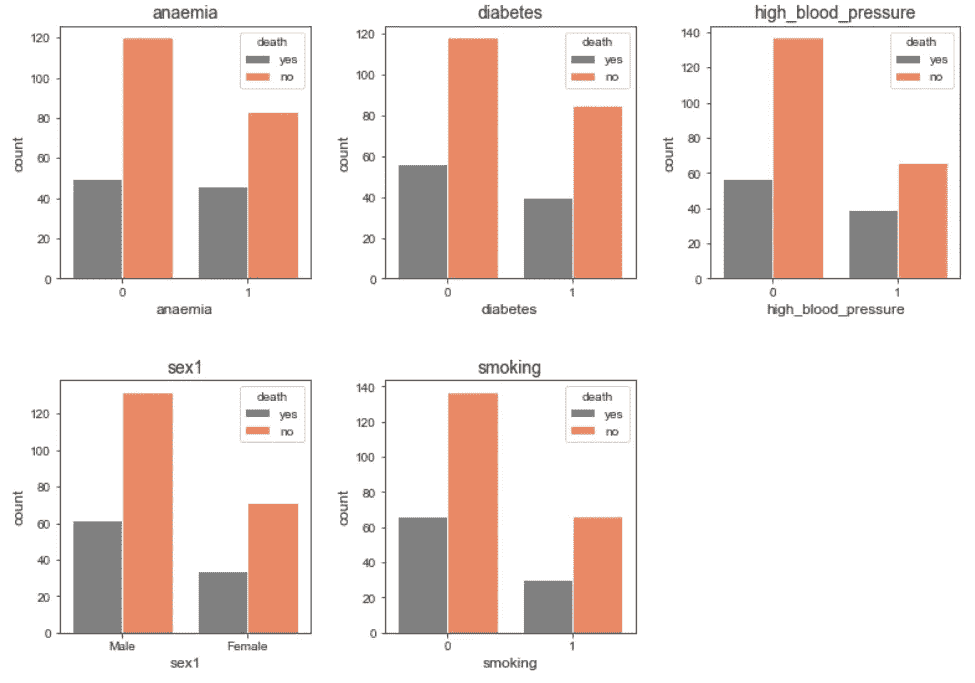 anaemia
death
yes
no
count
120
100
80
60
40
20
0
0 1
anaemia
diabetes
death
yes
no
count
120
100
80
60
40
20
0
0 1
diabetes
high_blood_pressure
death
yes
no
count
140
120
100
80
60
40
20
0
0 1
high_blood_pressure
sex1
death
yes
no
count
120
100
80
60
40
20
0
Male Female
sex1
smoking
death
yes
no
count
140
120
100
80
60
40
20
0
0 1
smoking